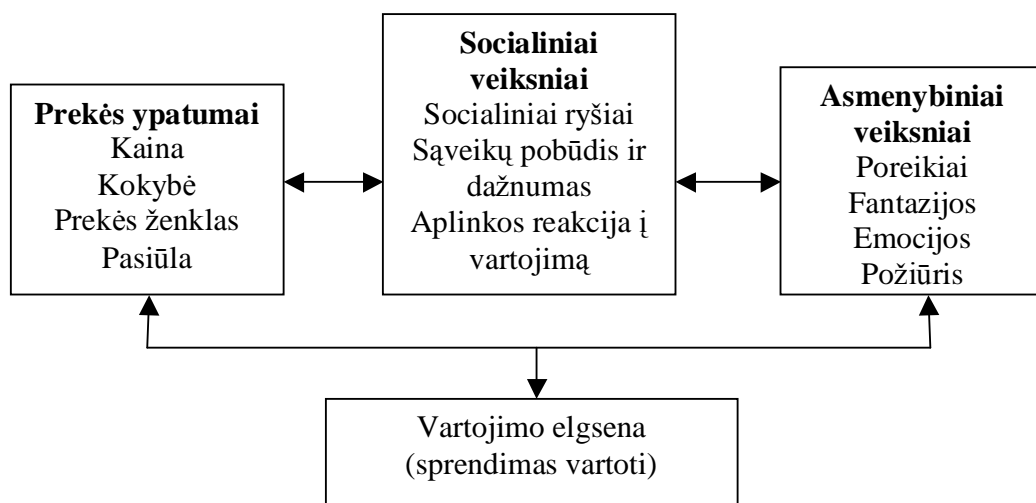 Prekės ypatumai
Kaina
Kokybė
Prekės ženklas
Pasiūla
Socialiniai
veiksniai
Socialiniai ryšiai
Sąveikų pobūdis ir
dažnumas
Aplinkos reakcija į
vartojimą
Asmenybiniai
veiksniai
Poreikiai
Fantazijos
Emocijos
Požiūris
Vartojimo elgsena
(sprendimas vartoti)